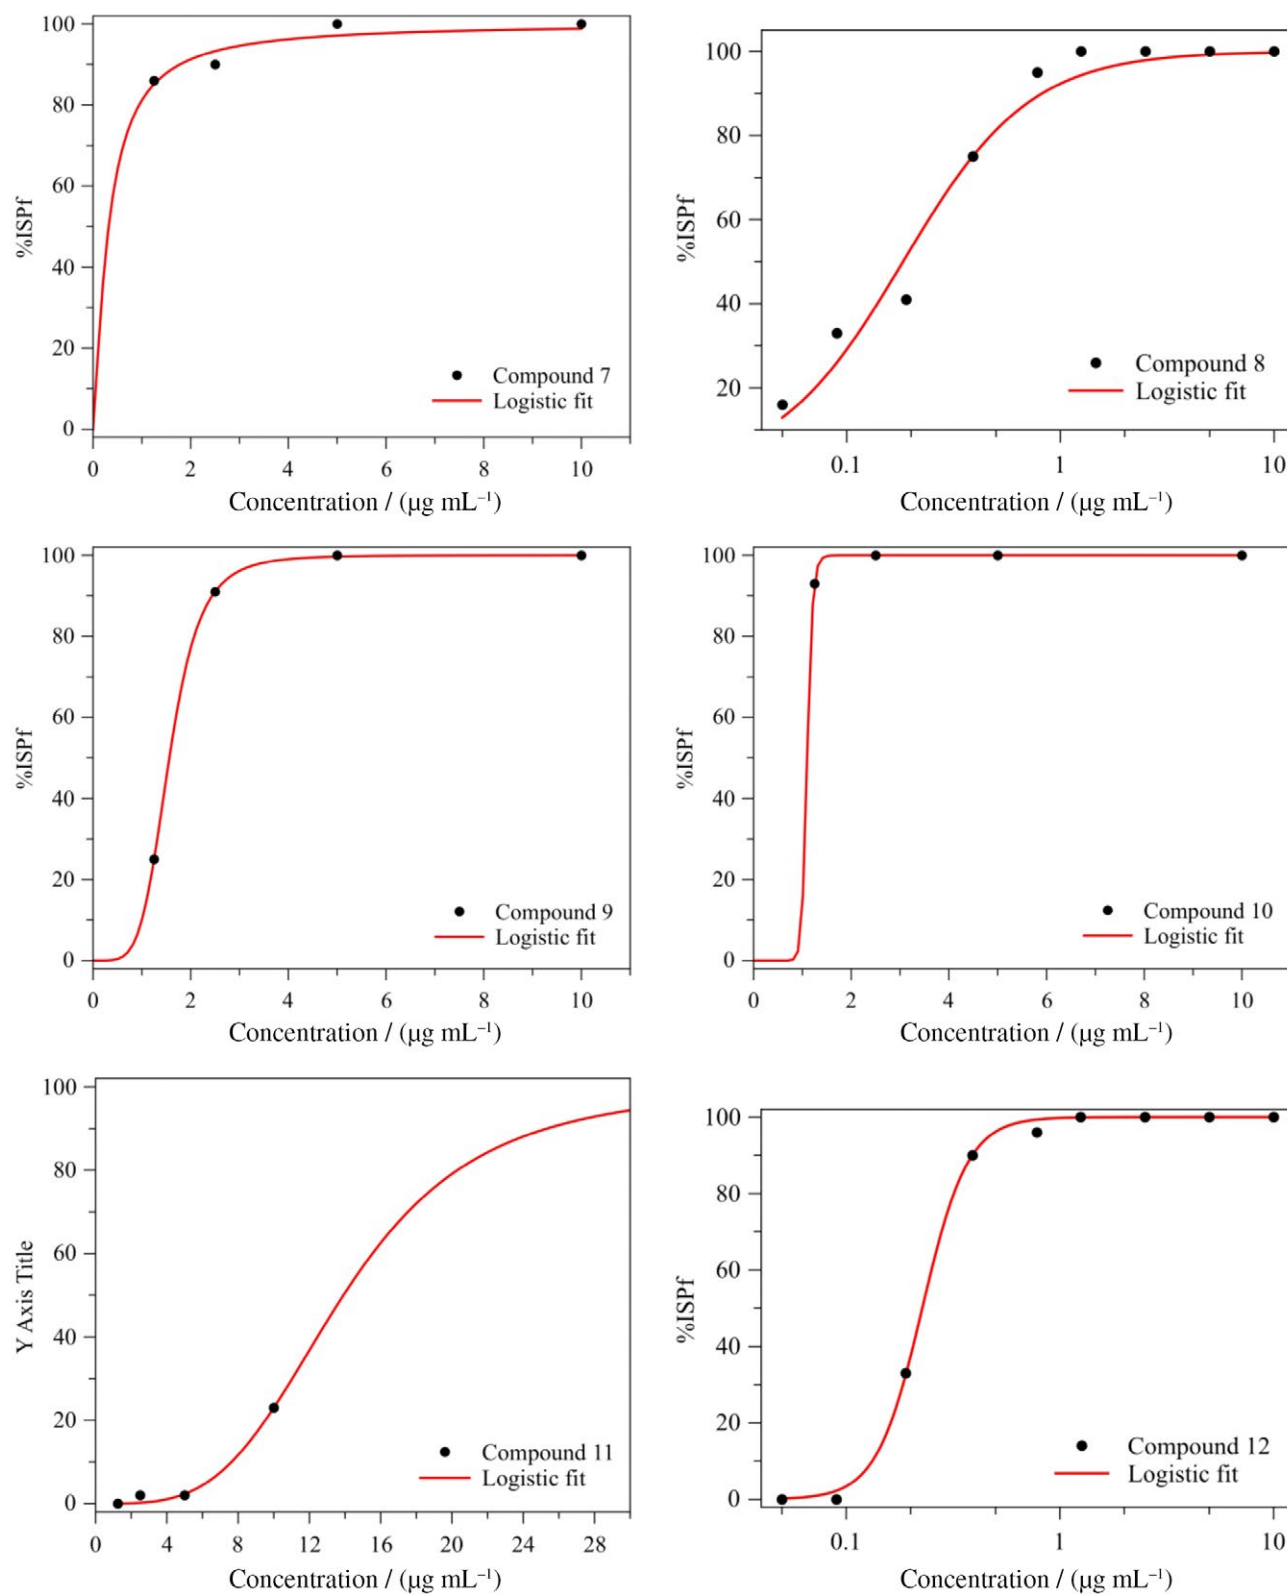 100
80
60
40
20
0
%ISPf
Compound 7
Logistic fit
0 2 4 6 8 10
Concentration / (µg mL⁻¹)
100
80
60
40
20
%ISPf
Compound 8
Logistic fit
0.1 1 10
Concentration / (µg mL⁻¹)
100
80
60
40
20
0
%ISPf
Compound 9
Logistic fit
0 2 4 6 8 10
Concentration / (µg mL⁻¹)
100
80
60
40
20
0
%ISPf
Compound 10
Logistic fit
0 2 4 6 8 10
Concentration / (µg mL⁻¹)
100
80
60
40
20
0
Y Axis Title
Compound 11
Logistic fit
0 4 8 12 16 20 24 28
Concentration / (µg mL⁻¹)
100
80
60
40
20
0
%ISPf
Compound 12
Logistic fit
0.1 1 10
Concentration / (µg mL⁻¹)